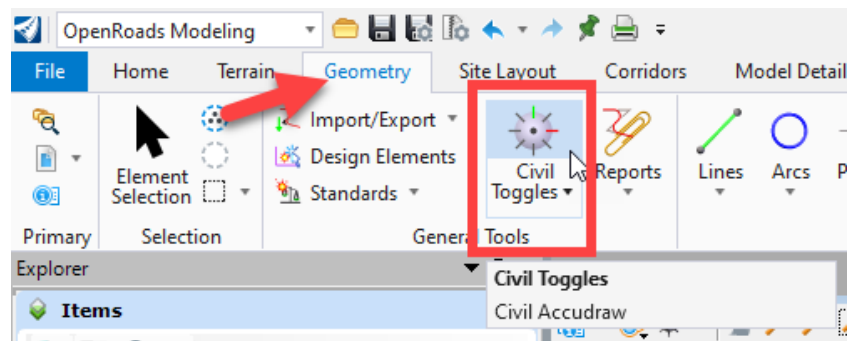 OpenRoads Modeling
File Home Terrain Geometry Site Layout Corridors Model Detail
Import/Export
Design Elements
Standards
Element
Selection
Civil
Toggles
Reports
Lines
Arcs
Primary Selection General Tools
Explorer
Items
Civil Toggles
Civil Accudraw